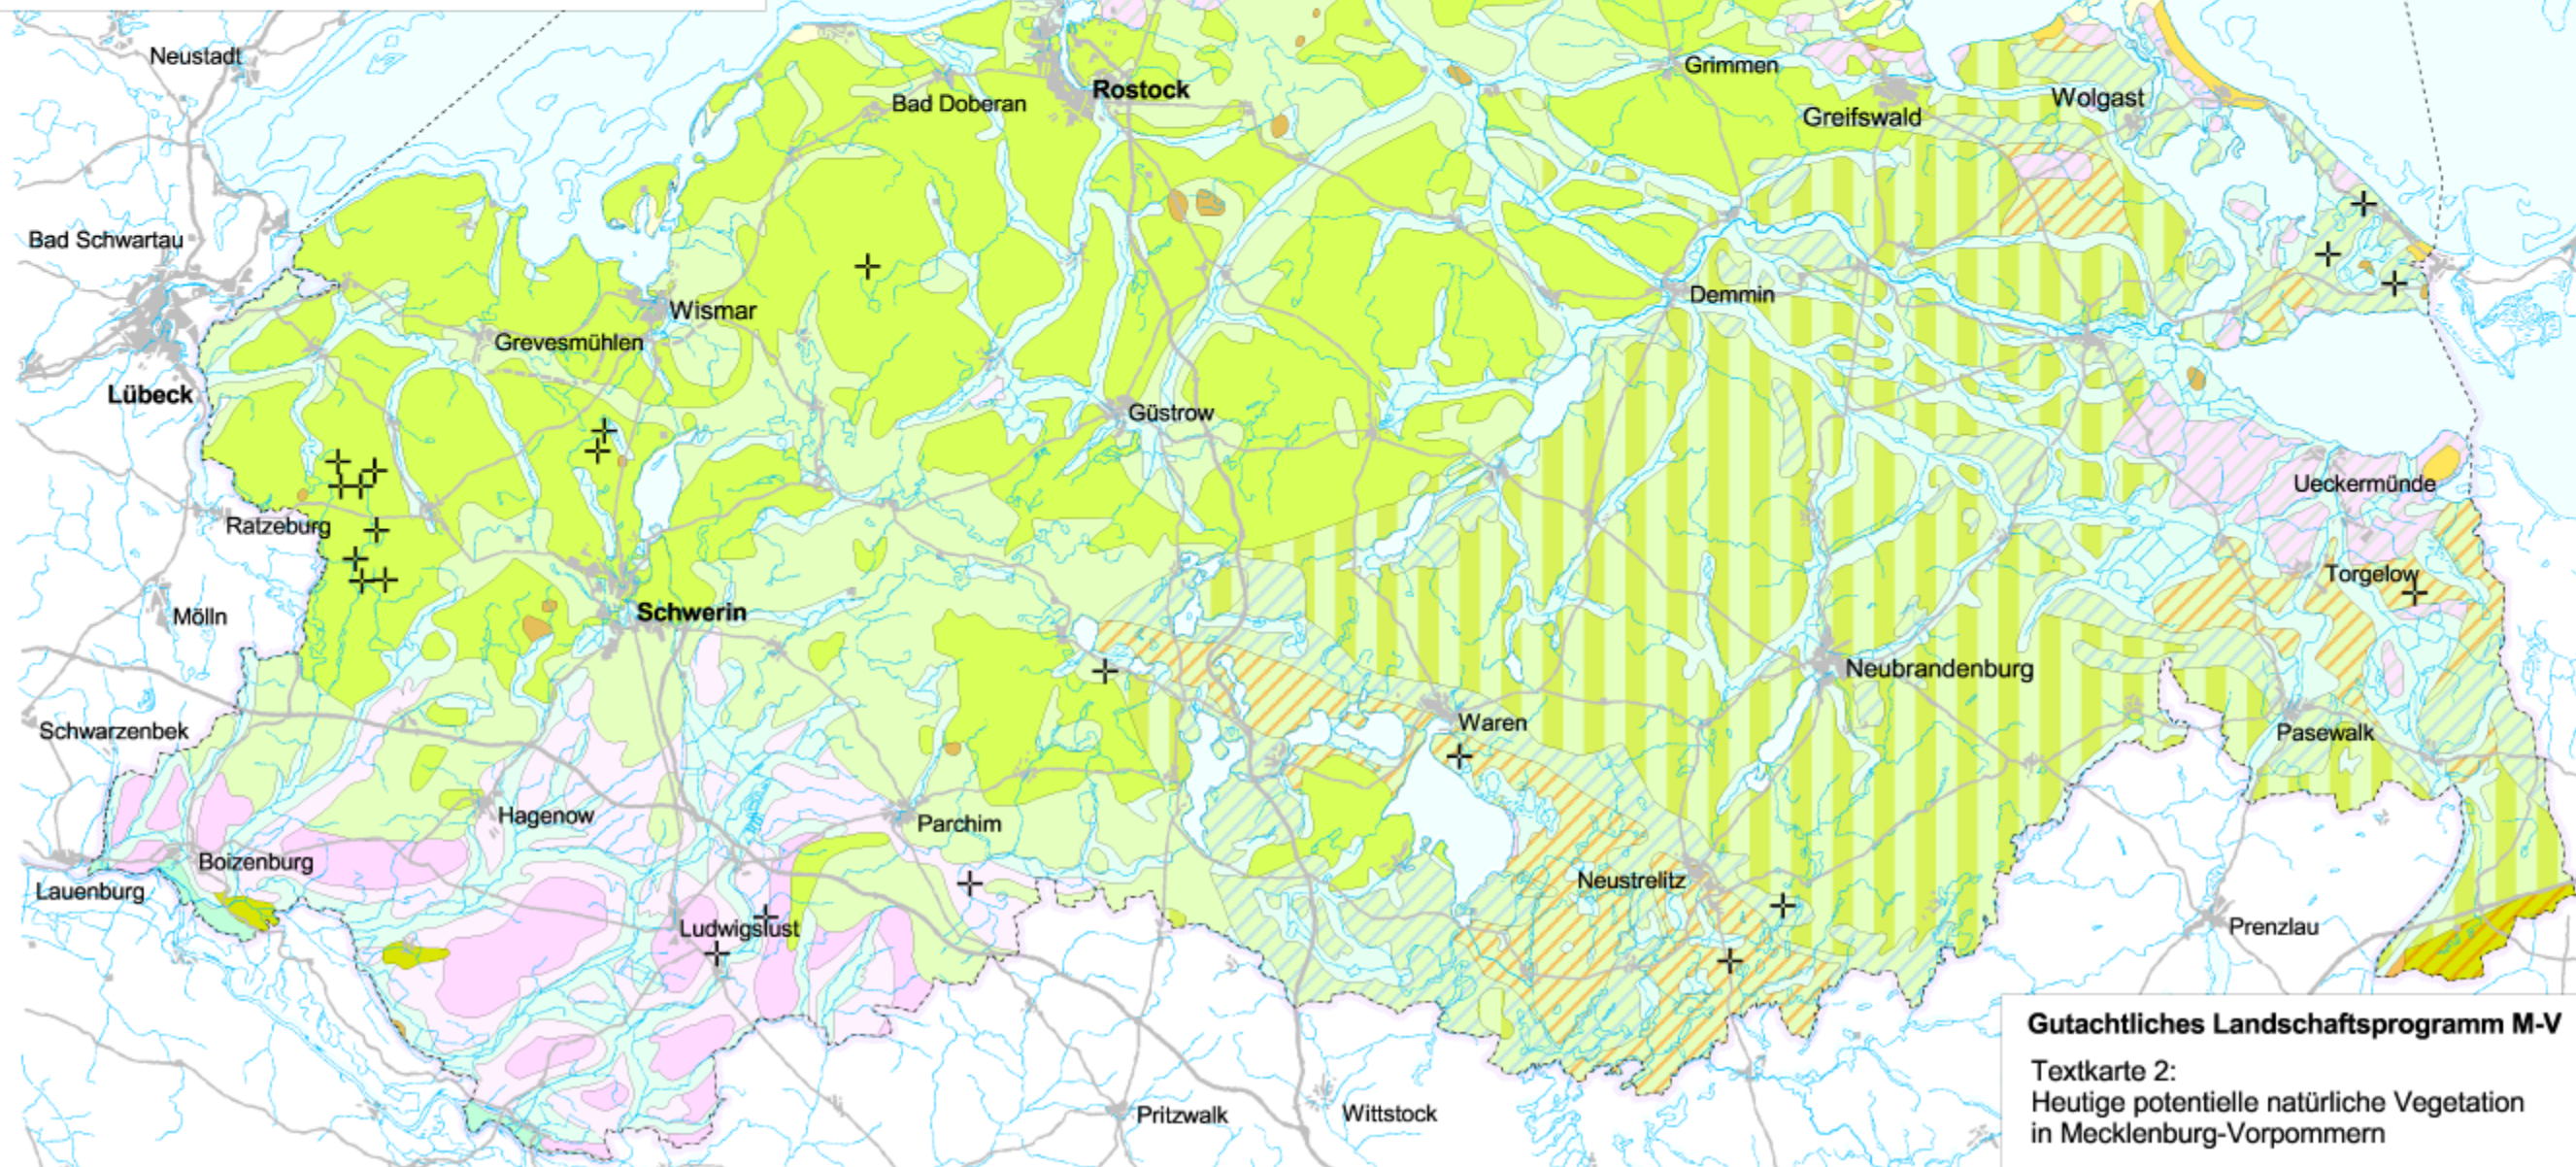 Neustadt
Grimmen
Rostock
Wolgast
Bad Doberan
Greifswald
Bad Schwartau
Demmin
Wismar
Grevesmühlen
Lübeck
Güstrow
Ueckermünde
Ratzeburg
Torgelow
Schwerin
Mölln
Neubrandenburg
Waren
Schwarzenbek
Pasewalk
Hagenow
Parchim
Boizenburg
Neustrelitz
Lauenburg
Ludwigslust
Prenzlau
Gutachtliches Landschaftsprogramm M-V
Textkarte 2:
Heutige potentielle natürliche Vegetation
in Mecklenburg-Vorpommern
Pritzwalk
Wittstock